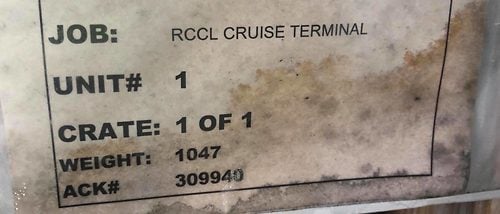 JOB: RCCL CRUISE TERMINAL
UNIT# 1
CRATE: 1 OF 1
WEIGHT: 1047
ACK# 309940